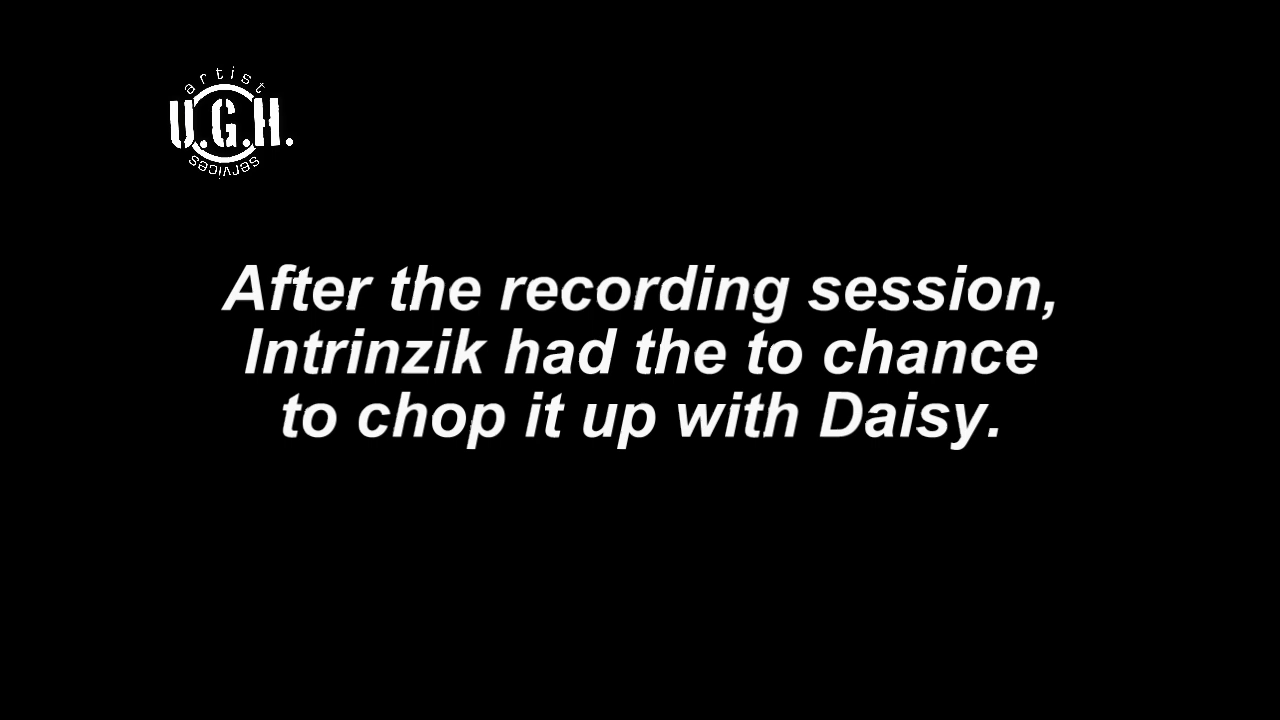 artist
U.G.H.
services
After the recording session,
Intrinzik had the to chance
to chop it up with Daisy.